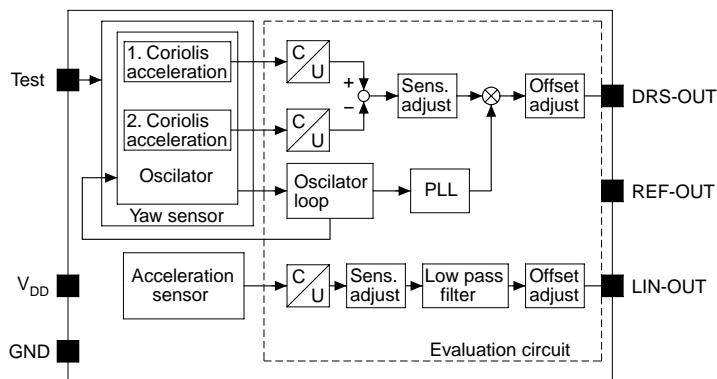 1. Coriolis
acceleration
C
U
Test
+
−
Sens.
adjust
Offset
adjust
DRS-OUT
2. Coriolis
acceleration
C
U
Oscilator
Oscilator
loop
PLL
REF-OUT
Yaw sensor
VDD
Acceleration
sensor
C
U
Sens.
adjust
Low pass
filter
Offset
adjust
LIN-OUT
GND
Evaluation circuit